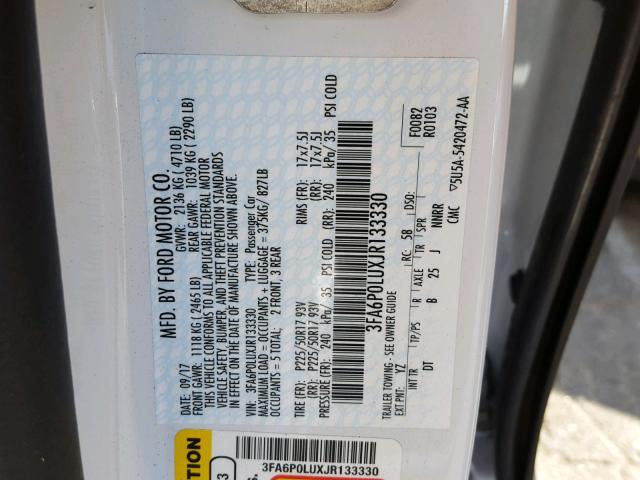 MFD. BY FORD MOTOR CO.
DATE: 09/17 GVWR: 2136 KG ( 4710 LB)
FRONT GAWR: 1118 KG ( 2465 LB) REAR GAWR: 1039 KG ( 2290 LB)
THIS VEHICLE CONFORMS TO ALL APPLICABLE FEDERAL MOTOR
VEHICLE SAFETY, BUMPER, AND THEFT PREVENTION STANDARDS
IN EFFECT ON THE DATE OF MANUFACTURE SHOWN ABOVE.
VIN: 3FA6P0LUXJR133330 TYPE: Passenger Car
MAXIMUM LOAD = OCCUPANTS + LUGGAGE = 375KG/ 827LB
OCCUPANTS = 5 TOTAL: 2 FRONT, 3 REAR
TIRE (FR): P225/50R17 93V RIMS (FR): 17x7.5J
(RR): P225/50R17 93V (RR): 17x7.5J
PRESSURE (FR): 240 kPa/ 35 PSI COLD (RR): 240 kPa/ 35 PSI COLD
3FA6P0LUXJR133330
F0082
R0103
TRAILER TOWING - SEE OWNER GUIDE
EXT PNT: YZ RC: 58 DSO:
INT TR TP/PS R AXLE TR SPR
DT B 25 J NNRR
CMC 5U5A-5420472-AA
3FA6P0LUXJR133330